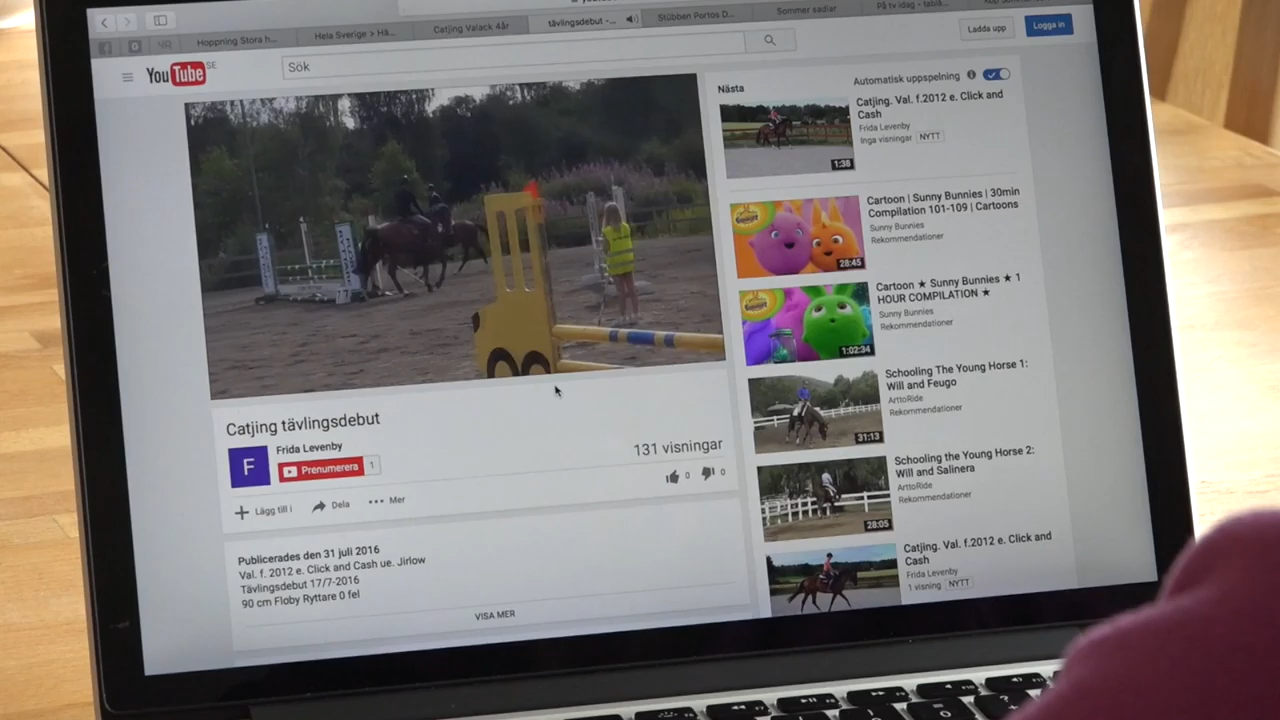 Hoppning Stora h...
Hela Sverige > Hä...
Catjing Valack 4år
tävlingsdebut -...
Stübben Portos D...
Sommer sadlar
På tv idag - tablå...
YouTube SE
Sök
Ladda upp
Logga in
Catjing tävlingsdebut
F
Frida Levenby
Prenumerera 1
131 visningar
Lägg till i
Dela
Mer
0
0
Publicerades den 31 juli 2016
Val. f. 2012 e. Click and Cash ue. Jirlow
Tävlingsdebut 17/7-2016
90 cm Floby Ryttare 0 fel
VISA MER
Nästa
Automatisk uppspelning
Catjing. Val. f.2012 e. Click and
Cash
Frida Levenby
Inga visningar NYTT
1:38
Cartoon | Sunny Bunnies | 30min
Compilation 101-109 | Cartoons
Sunny Bunnies
Rekommendationer
28:45
Cartoon ★ Sunny Bunnies ★ 1
HOUR COMPILATION ★
Sunny Bunnies
Rekommendationer
1:02:34
Schooling The Young Horse 1:
Will and Feugo
ArttoRide
Rekommendationer
31:13
Schooling the Young Horse 2:
Will and Salinera
ArttoRide
Rekommendationer
28:05
Catjing. Val. f.2012 e. Click and
Cash
Frida Levenby
1 visning NYTT